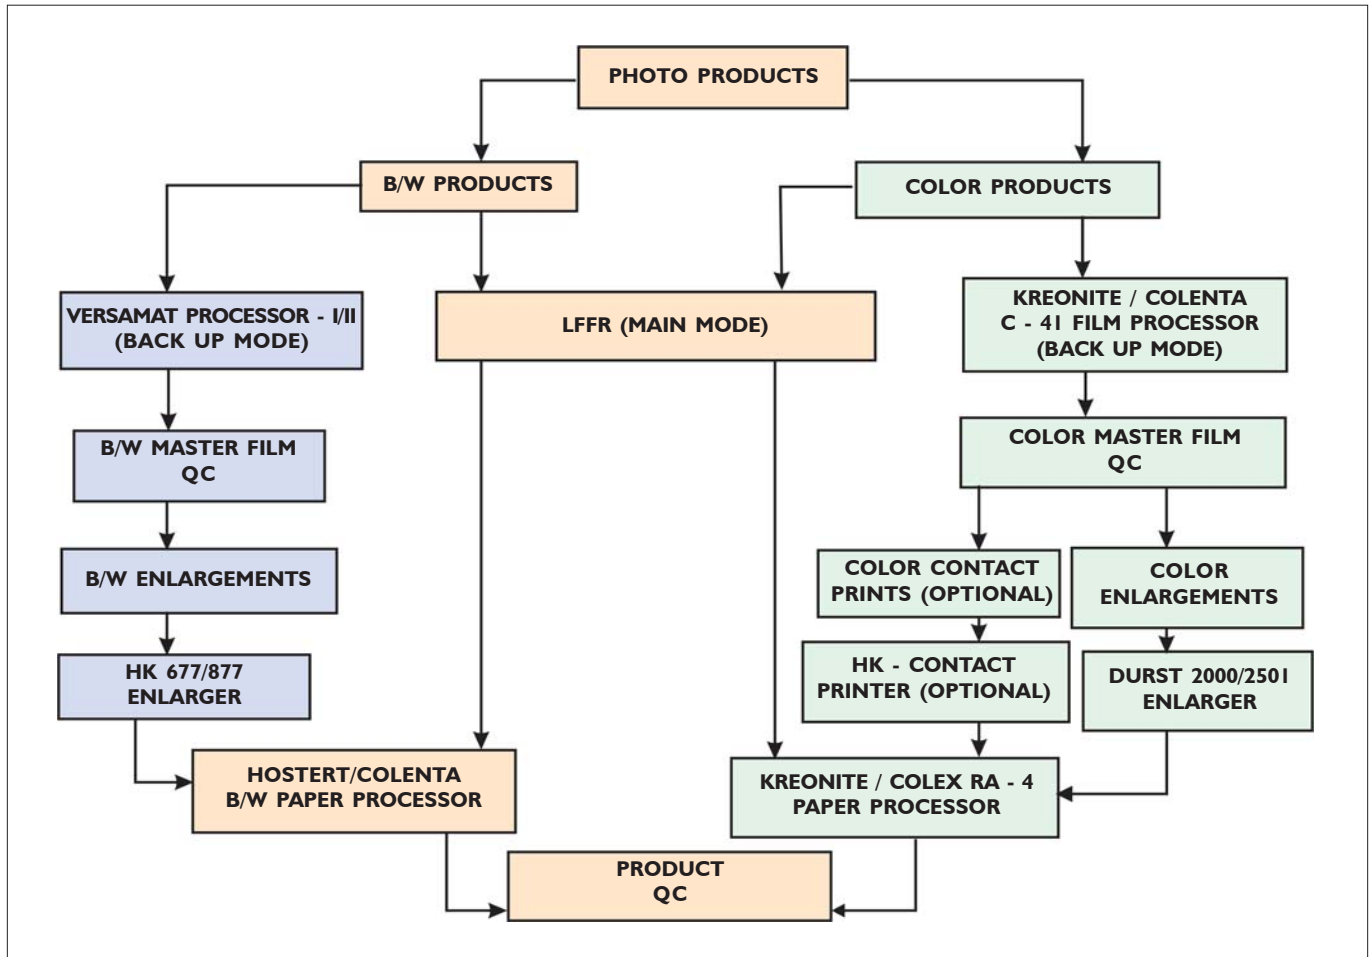 PHOTO PRODUCTS
B/W PRODUCTS
COLOR PRODUCTS
VERSAMAT PROCESSOR - I/II
(BACK UP MODE)
LFFR (MAIN MODE)
KREONITE / COLENTA
C - 41 FILM PROCESSOR
(BACK UP MODE)
B/W MASTER FILM
QC
COLOR MASTER FILM
QC
B/W ENLARGEMENTS
COLOR CONTACT
PRINTS (OPTIONAL)
COLOR
ENLARGEMENTS
HK 677/877
ENLARGER
HK - CONTACT
PRINTER (OPTIONAL)
DURST 2000/2501
ENLARGER
HOSTERT/COLENTA
B/W PAPER PROCESSOR
KREONITE / COLEX RA - 4
PAPER PROCESSOR
PRODUCT
QC